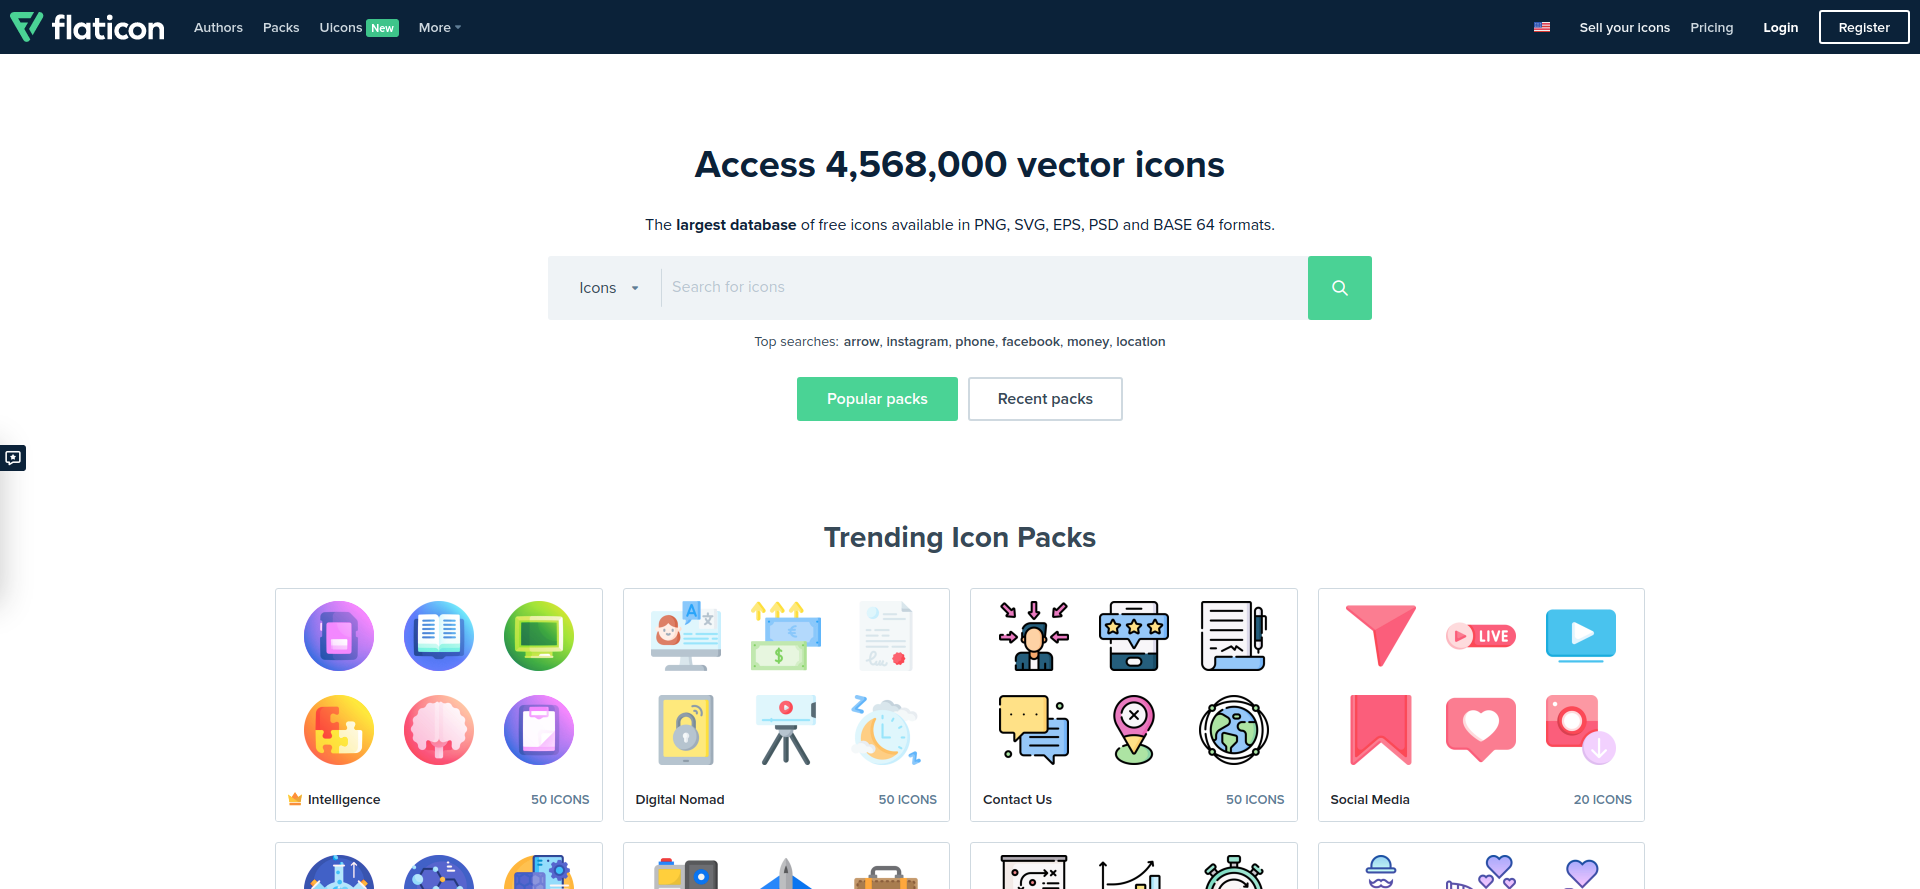 flaticon Authors Packs Uicons New More Sell your icons Pricing Login Register
Access 4,568,000 vector icons
The largest database of free icons available in PNG, SVG, EPS, PSD and BASE 64 formats.
Icons Search for icons
Top searches: arrow, instagram, phone, facebook, money, location
Popular packs Recent packs
Trending Icon Packs
A 文
€
$
LIVE
Z
z
Intelligence 50 ICONS
Digital Nomad 50 ICONS
Contact Us 50 ICONS
Social Media 20 ICONS